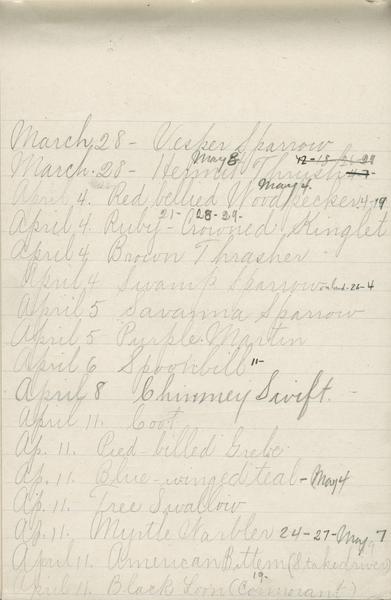 March 28 - Vesper Sparrow
March. 28 - Hermit Thrush
May 8
April 4. Red bellied Woodpecker 4-19
May 4.
April 4 Ruby-Crowned Kinglet
21- 28-29-
April 4 Brown Thrasher
April 4 Swamp Sparrow
April 5 Savanna Sparrow
April 5 Purple Martin
April 6 Spoonbill "-
April 8 Chimney Swift. -
April 11. Coot
Ap. 11. Pied-billed Grebe
Ap. 11. Blue-winged teal - May 4
Ap. 11. Tree Swallow
Ap. 11. Myrtle Warbler 24-27-May 7
April 11. American Bittern (Stakedriver)
19-
April 11. Black Loon (Cormorant)